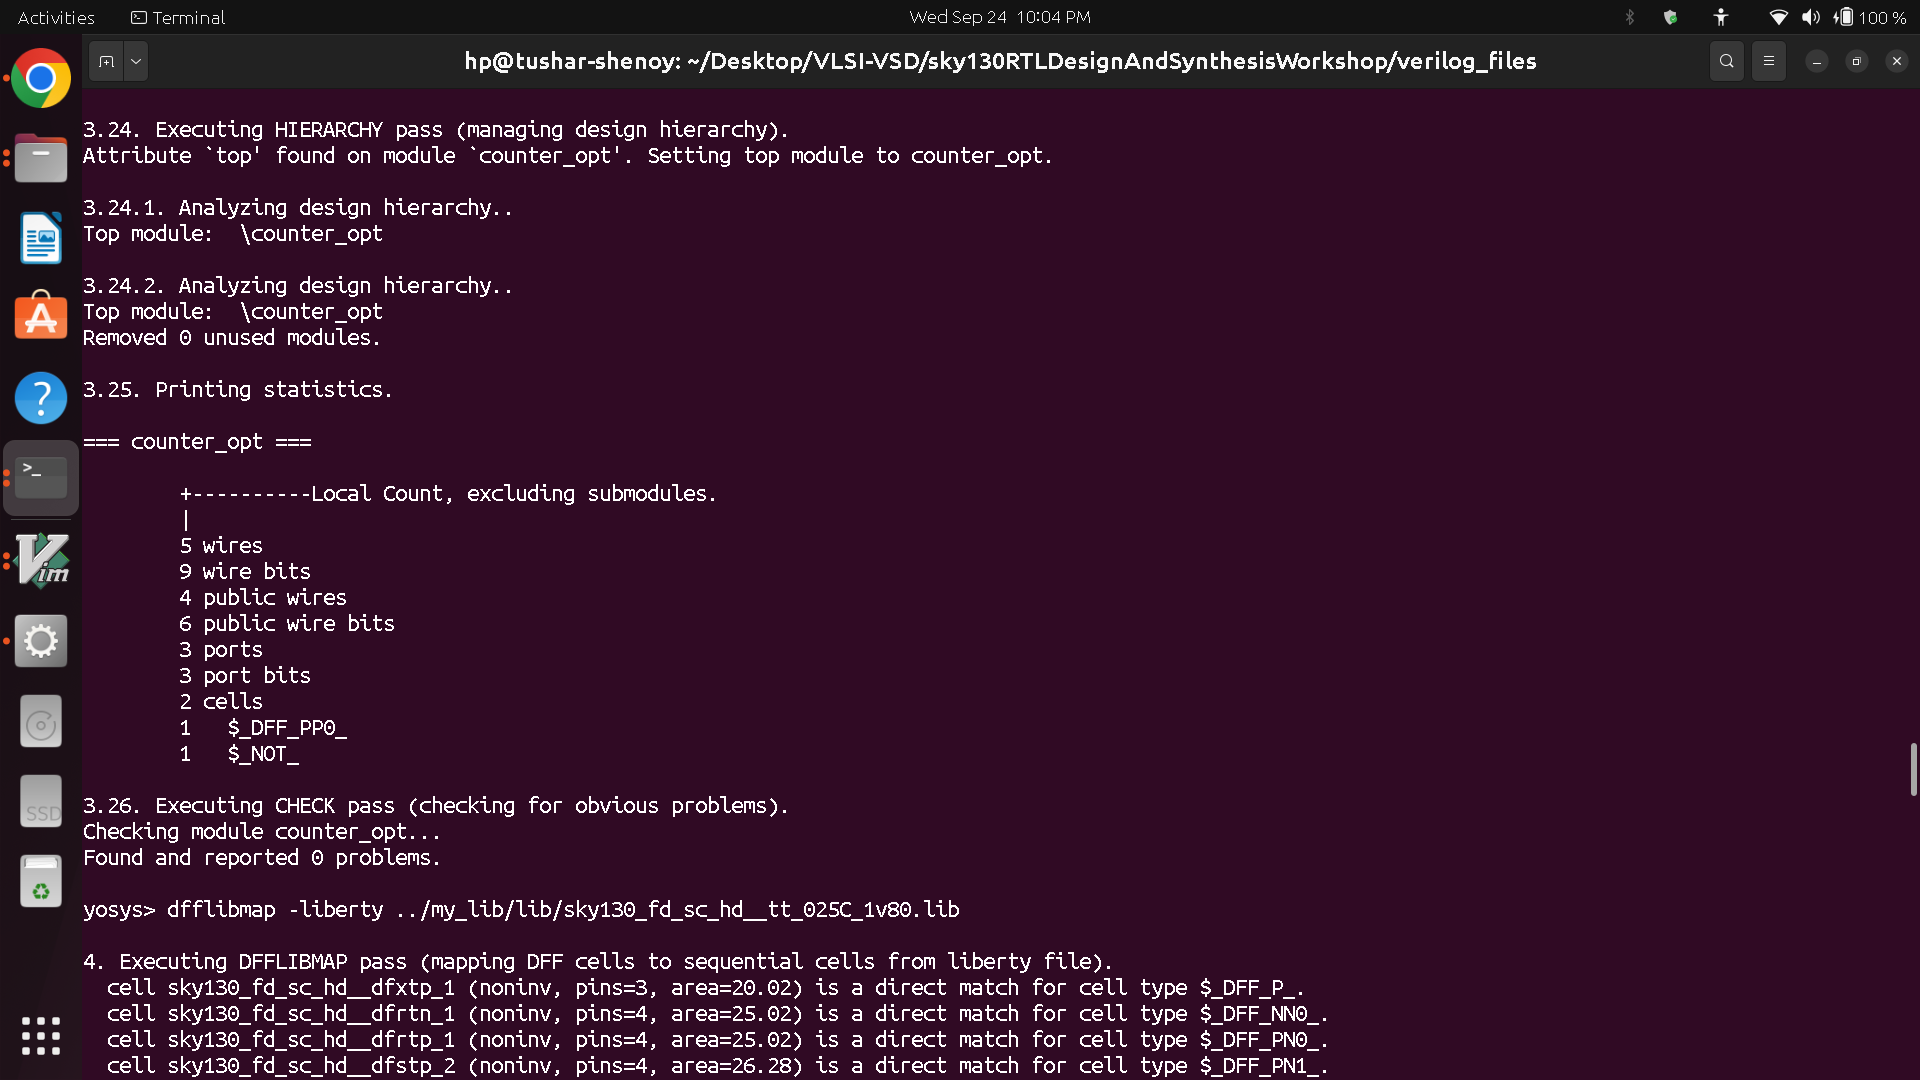 Activities
Terminal
Wed Sep 24 10:04 PM
100 %
hp@tushar-shenoy: ~/Desktop/VLSI-VSD/sky130RTLDesignAndSynthesisWorkshop/verilog_files
3.24. Executing HIERARCHY pass (managing design hierarchy).
Attribute `top' found on module `counter_opt'. Setting top module to counter_opt.
3.24.1. Analyzing design hierarchy..
Top module:  \counter_opt
3.24.2. Analyzing design hierarchy..
Top module:  \counter_opt
Removed 0 unused modules.
3.25. Printing statistics.
=== counter_opt ===
+----------Local Count, excluding submodules.
|
5 wires
9 wire bits
4 public wires
6 public wire bits
3 ports
3 port bits
2 cells
1   $_DFF_PP0_
1   $_NOT_
3.26. Executing CHECK pass (checking for obvious problems).
Checking module counter_opt...
Found and reported 0 problems.
yosys> dfflibmap -liberty ../my_lib/lib/sky130_fd_sc_hd__tt_025C_1v80.lib
4. Executing DFFLIBMAP pass (mapping DFF cells to sequential cells from liberty file).
cell sky130_fd_sc_hd__dfxtp_1 (noninv, pins=3, area=20.02) is a direct match for cell type $_DFF_P_.
cell sky130_fd_sc_hd__dfrtn_1 (noninv, pins=4, area=25.02) is a direct match for cell type $_DFF_NN0_.
cell sky130_fd_sc_hd__dfrtp_1 (noninv, pins=4, area=25.02) is a direct match for cell type $_DFF_PN0_.
cell sky130_fd_sc_hd__dfstp_2 (noninv, pins=4, area=26.28) is a direct match for cell type $_DFF_PN1_.
>_
Vim
SSD